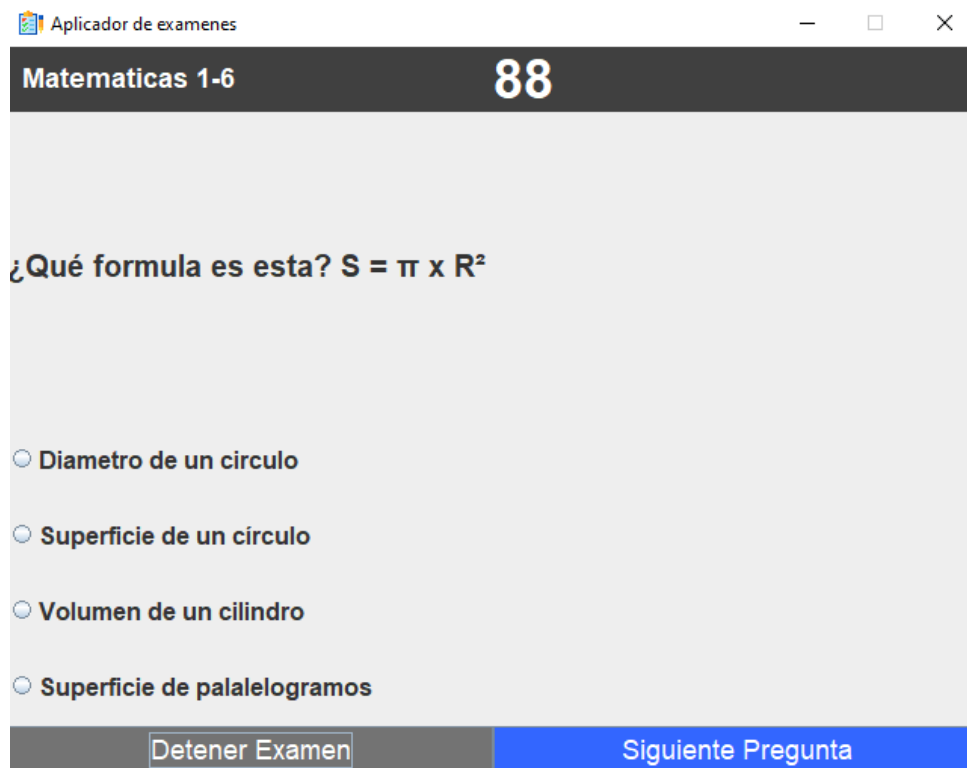 Aplicador de examenes
Matematicas 1-6
88
¿Qué formula es esta? S = π x R²
Diametro de un circulo
Superficie de un círculo
Volumen de un cilindro
Superficie de palalelogramos
Detener Examen
Siguiente Pregunta